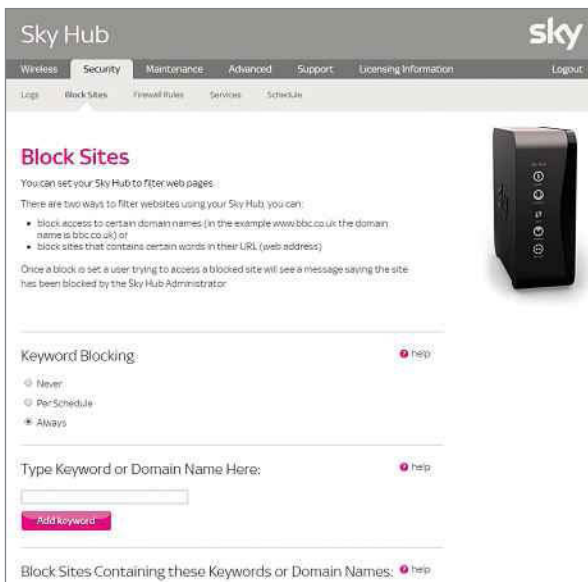 Sky Hub
sky
Wireless Security Maintenance Advanced Support Licensing Information Logout
Logs Block Sites Firewall Rules Services Schedule
Block Sites
You can set your Sky Hub to filter web pages
There are two ways to filter websites using your Sky Hub, you can:
• block access to certain domain names (in the example www.bbc.co.uk the domain
name is bbc.co.uk) or
• block sites that contains certain words in their URL (web address)
Once a block is set a user trying to access a blocked site will see a message saying the site
has been blocked by the Sky Hub Administrator
Keyword Blocking
help
Never
Per Schedule
Always
Type Keyword or Domain Name Here:
help
Add keyword
Block Sites Containing these Keywords or Domain Names:
help